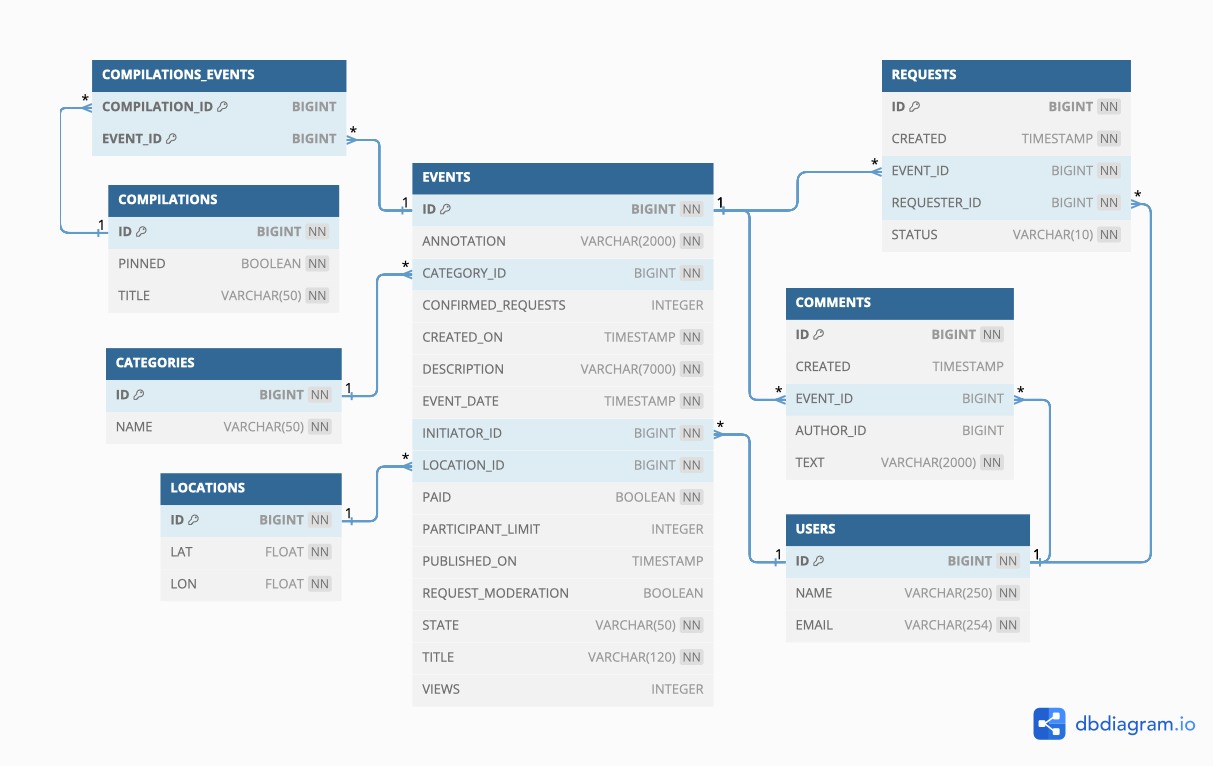 COMPILATIONS_EVENTS
COMPILATION_ID BIGINT
EVENT_ID BIGINT
COMPILATIONS
ID BIGINT NN
PINNED BOOLEAN NN
TITLE VARCHAR(50) NN
CATEGORIES
ID BIGINT NN
NAME VARCHAR(50) NN
LOCATIONS
ID BIGINT NN
LAT FLOAT NN
LON FLOAT NN
EVENTS
ID BIGINT NN
ANNOTATION VARCHAR(2000) NN
CATEGORY_ID BIGINT NN
CONFIRMED_REQUESTS INTEGER
CREATED_ON TIMESTAMP NN
DESCRIPTION VARCHAR(7000) NN
EVENT_DATE TIMESTAMP NN
INITIATOR_ID BIGINT NN
LOCATION_ID BIGINT NN
PAID BOOLEAN NN
PARTICIPANT_LIMIT INTEGER
PUBLISHED_ON TIMESTAMP
REQUEST_MODERATION BOOLEAN
STATE VARCHAR(50) NN
TITLE VARCHAR(120) NN
VIEWS INTEGER
REQUESTS
ID BIGINT NN
CREATED TIMESTAMP NN
EVENT_ID BIGINT NN
REQUESTER_ID BIGINT NN
STATUS VARCHAR(10) NN
COMMENTS
ID BIGINT NN
CREATED TIMESTAMP
EVENT_ID BIGINT
AUTHOR_ID BIGINT
TEXT VARCHAR(2000) NN
USERS
ID BIGINT NN
NAME VARCHAR(250) NN
EMAIL VARCHAR(254) NN
*
*
1
1
*
1
*
1
1
*
*
*
*
*
1
1
dbdiagram.io